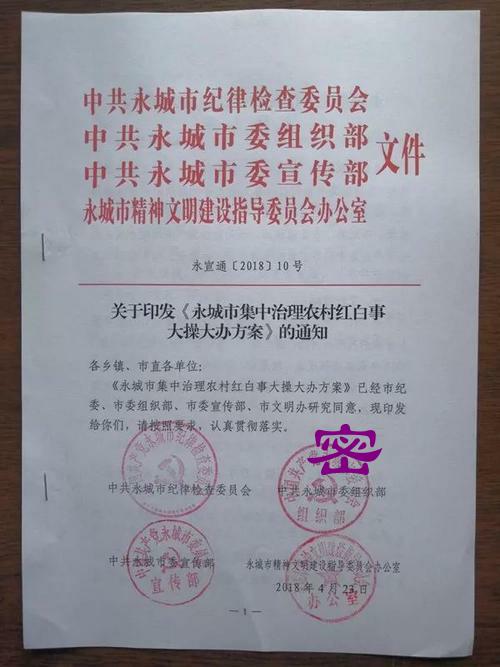 中共永城市纪律检查委员会
中共永城市委组织部
中共永城市委宣传部
永城市精神文明建设指导委员会办公室
文件
永宣通〔2018〕10号
关于印发《永城市集中治理农村红白事
大操大办方案》的通知
各乡镇、市直各单位:
《永城市集中治理农村红白事大操大办方案》已经市纪
委、市委组织部、市委宣传部、市文明办研究同意，现印发
给你们，请按照要求，认真贯彻落实。
密
中共永城市纪律检查委员会 中共永城市委组织部
组织部
中共永城市委宣传部 永城市精神文明建设指导委员会办公室
宣传部
2018年4月23日
办公室
—1—